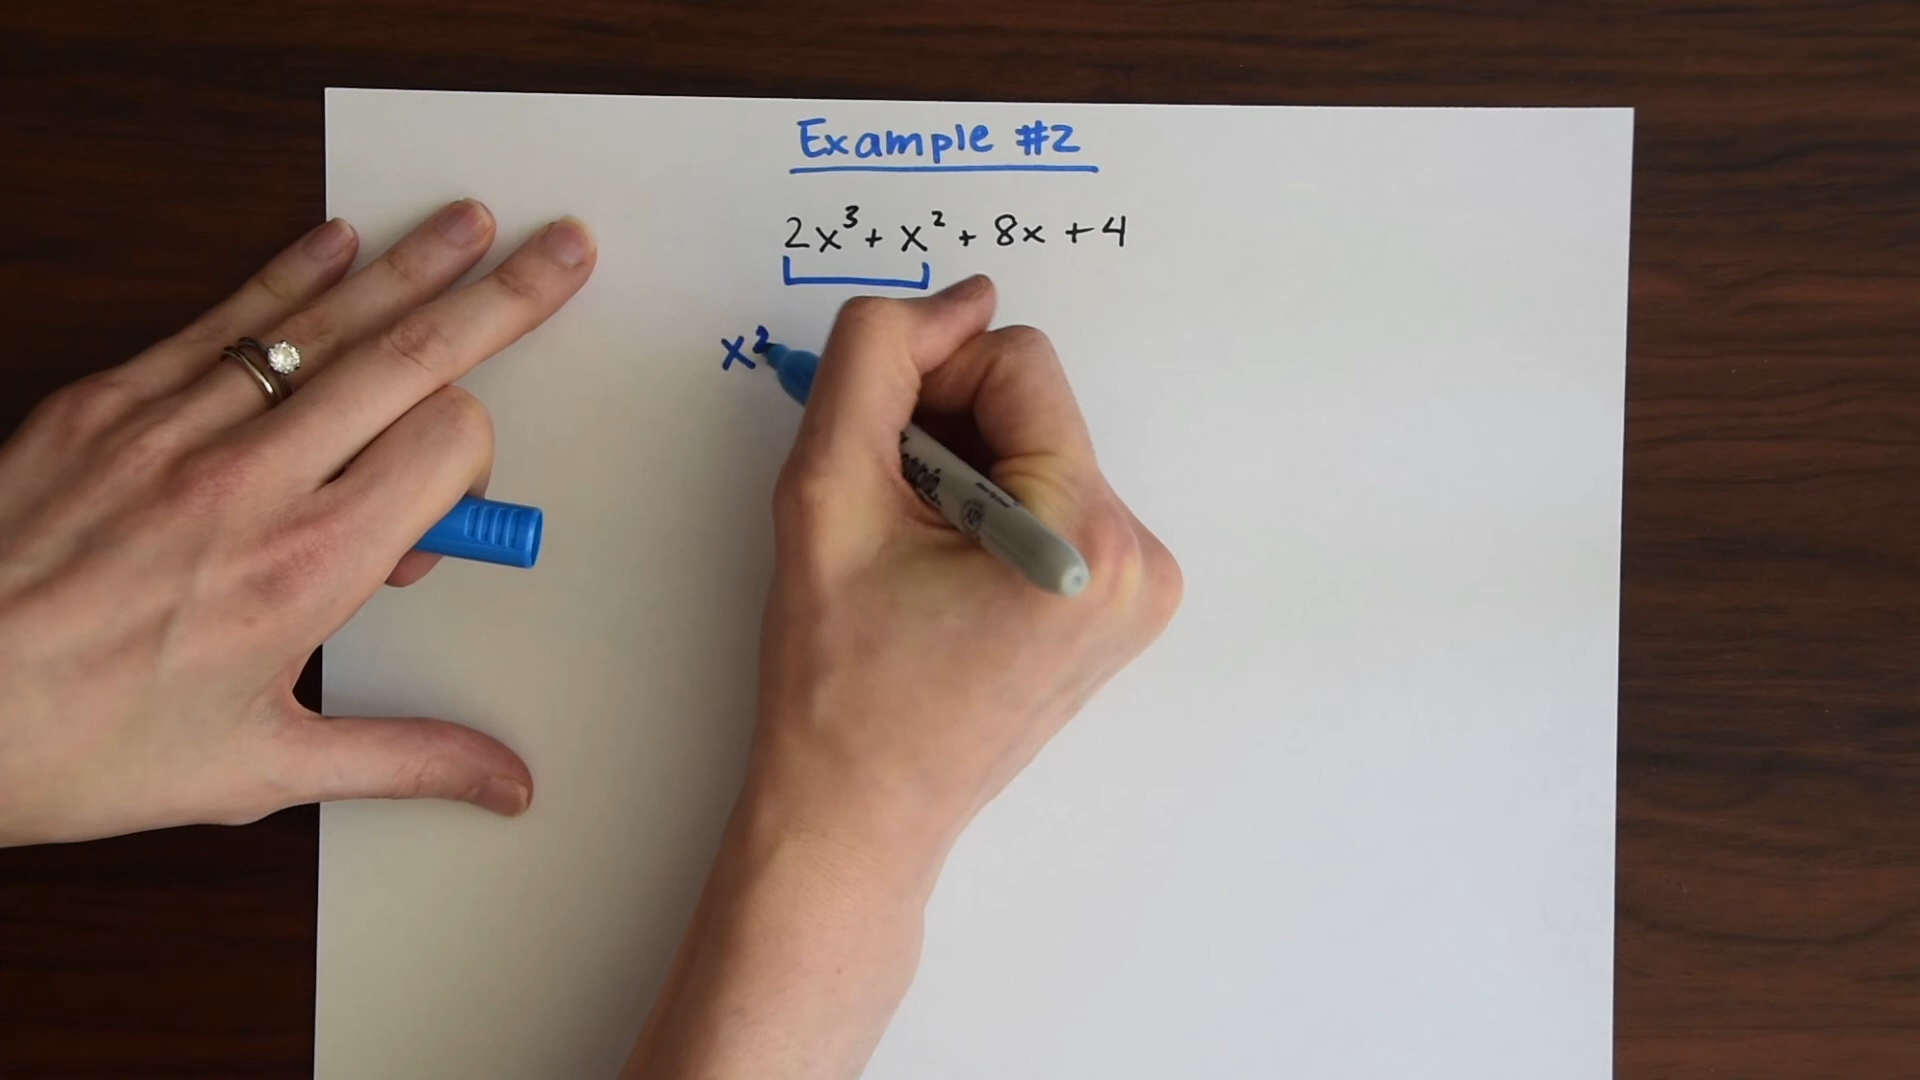 Example #2
2x³ + x² + 8x + 4
x²